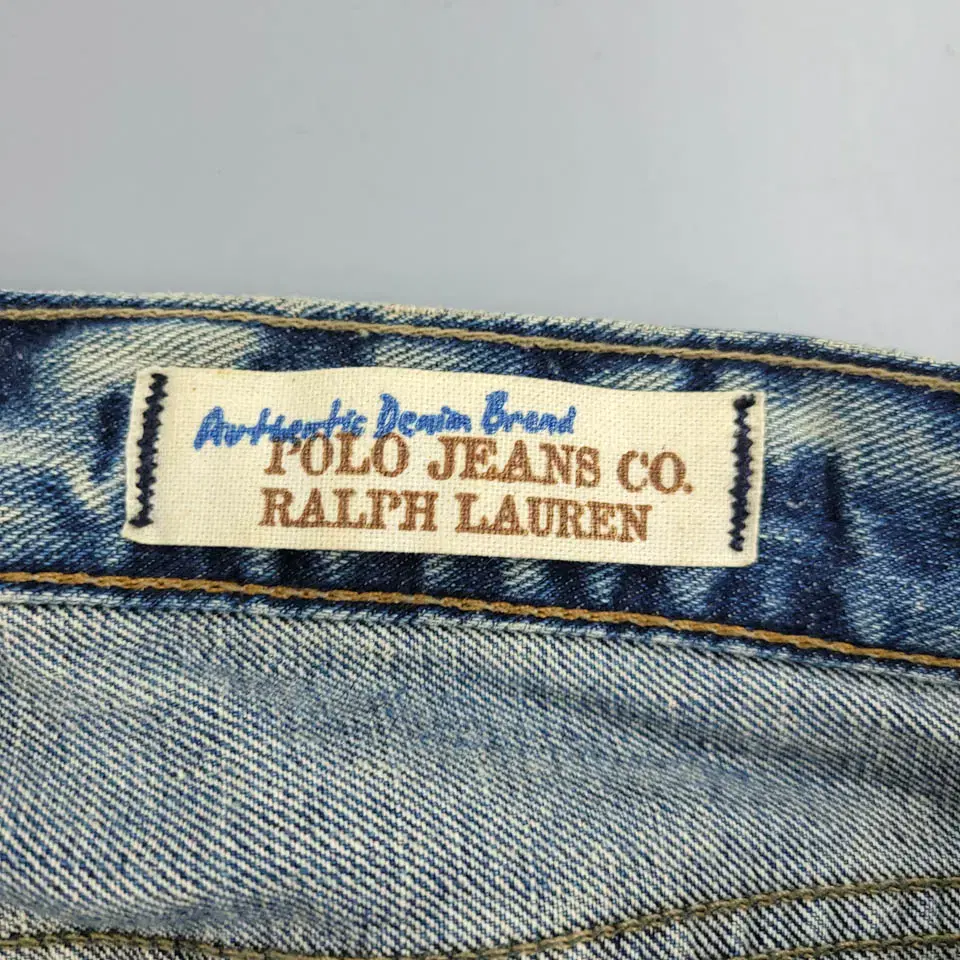 Authentic Denim Brand
POLO JEANS CO.
RALPH LAUREN